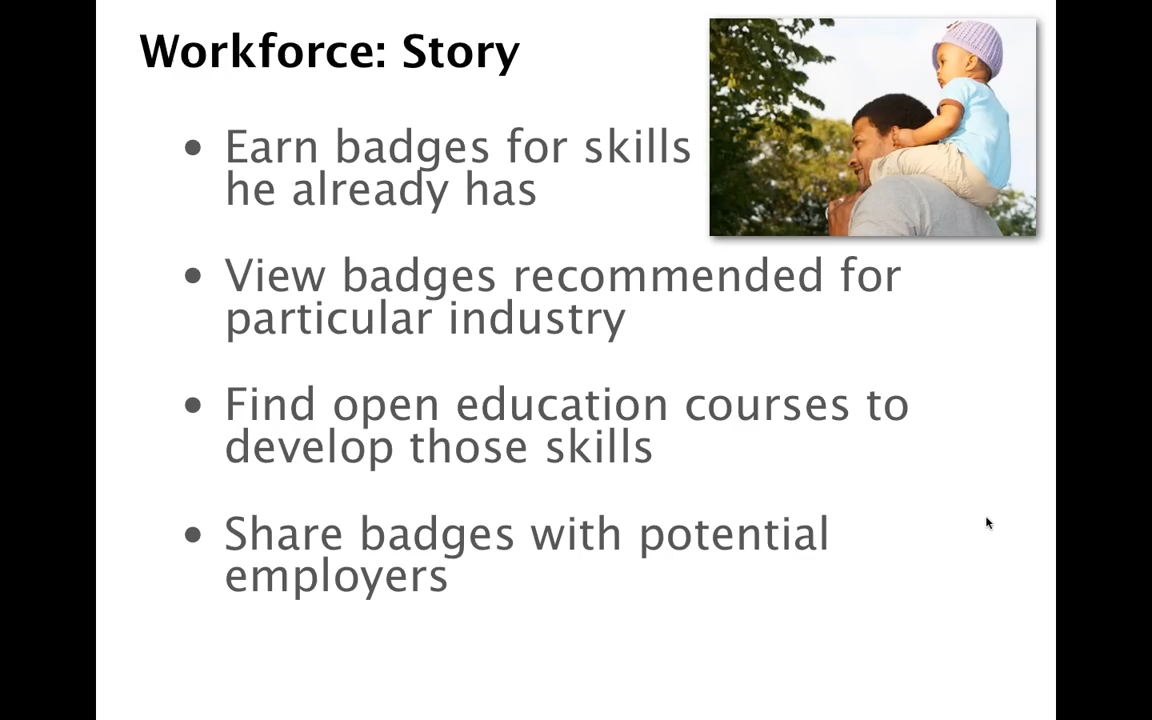 Workforce: Story
• Earn badges for skills
he already has
• View badges recommended for
particular industry
• Find open education courses to
develop those skills
• Share badges with potential
employers